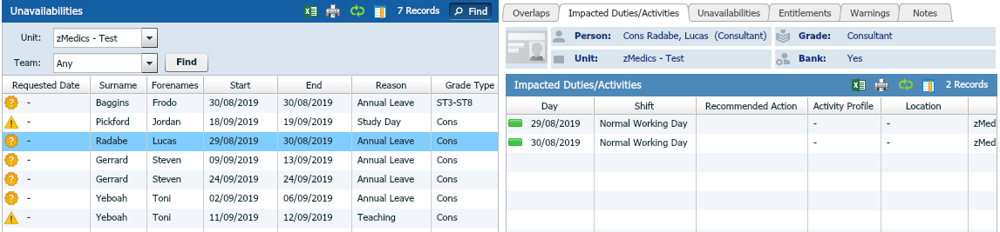 Unavailabilities 7 Records Find
Unit: zMedics - Test
Team: Any Find
Requested Date Surname Forenames Start End Reason Grade Type
- Baggins Frodo 30/08/2019 30/08/2019 Annual Leave ST3-ST8
- Pickford Jordan 18/09/2019 19/09/2019 Study Day Cons
- Radabe Lucas 29/08/2019 30/08/2019 Annual Leave Cons
- Gerrard Steven 09/09/2019 13/09/2019 Annual Leave Cons
- Gerrard Steven 24/09/2019 24/09/2019 Annual Leave Cons
- Yeboah Toni 02/09/2019 06/09/2019 Annual Leave Cons
- Yeboah Toni 11/09/2019 12/09/2019 Teaching Cons
Overlaps Impacted Duties/Activities Unavailabilities Entitlements Warnings Notes
Person: Cons Radabe, Lucas (Consultant) Grade: Consultant
Unit: zMedics - Test Bank: Yes
Impacted Duties/Activities 2 Records
Day Shift Recommended Action Activity Profile Location
29/08/2019 Normal Working Day - - zMed
30/08/2019 Normal Working Day - - zMed